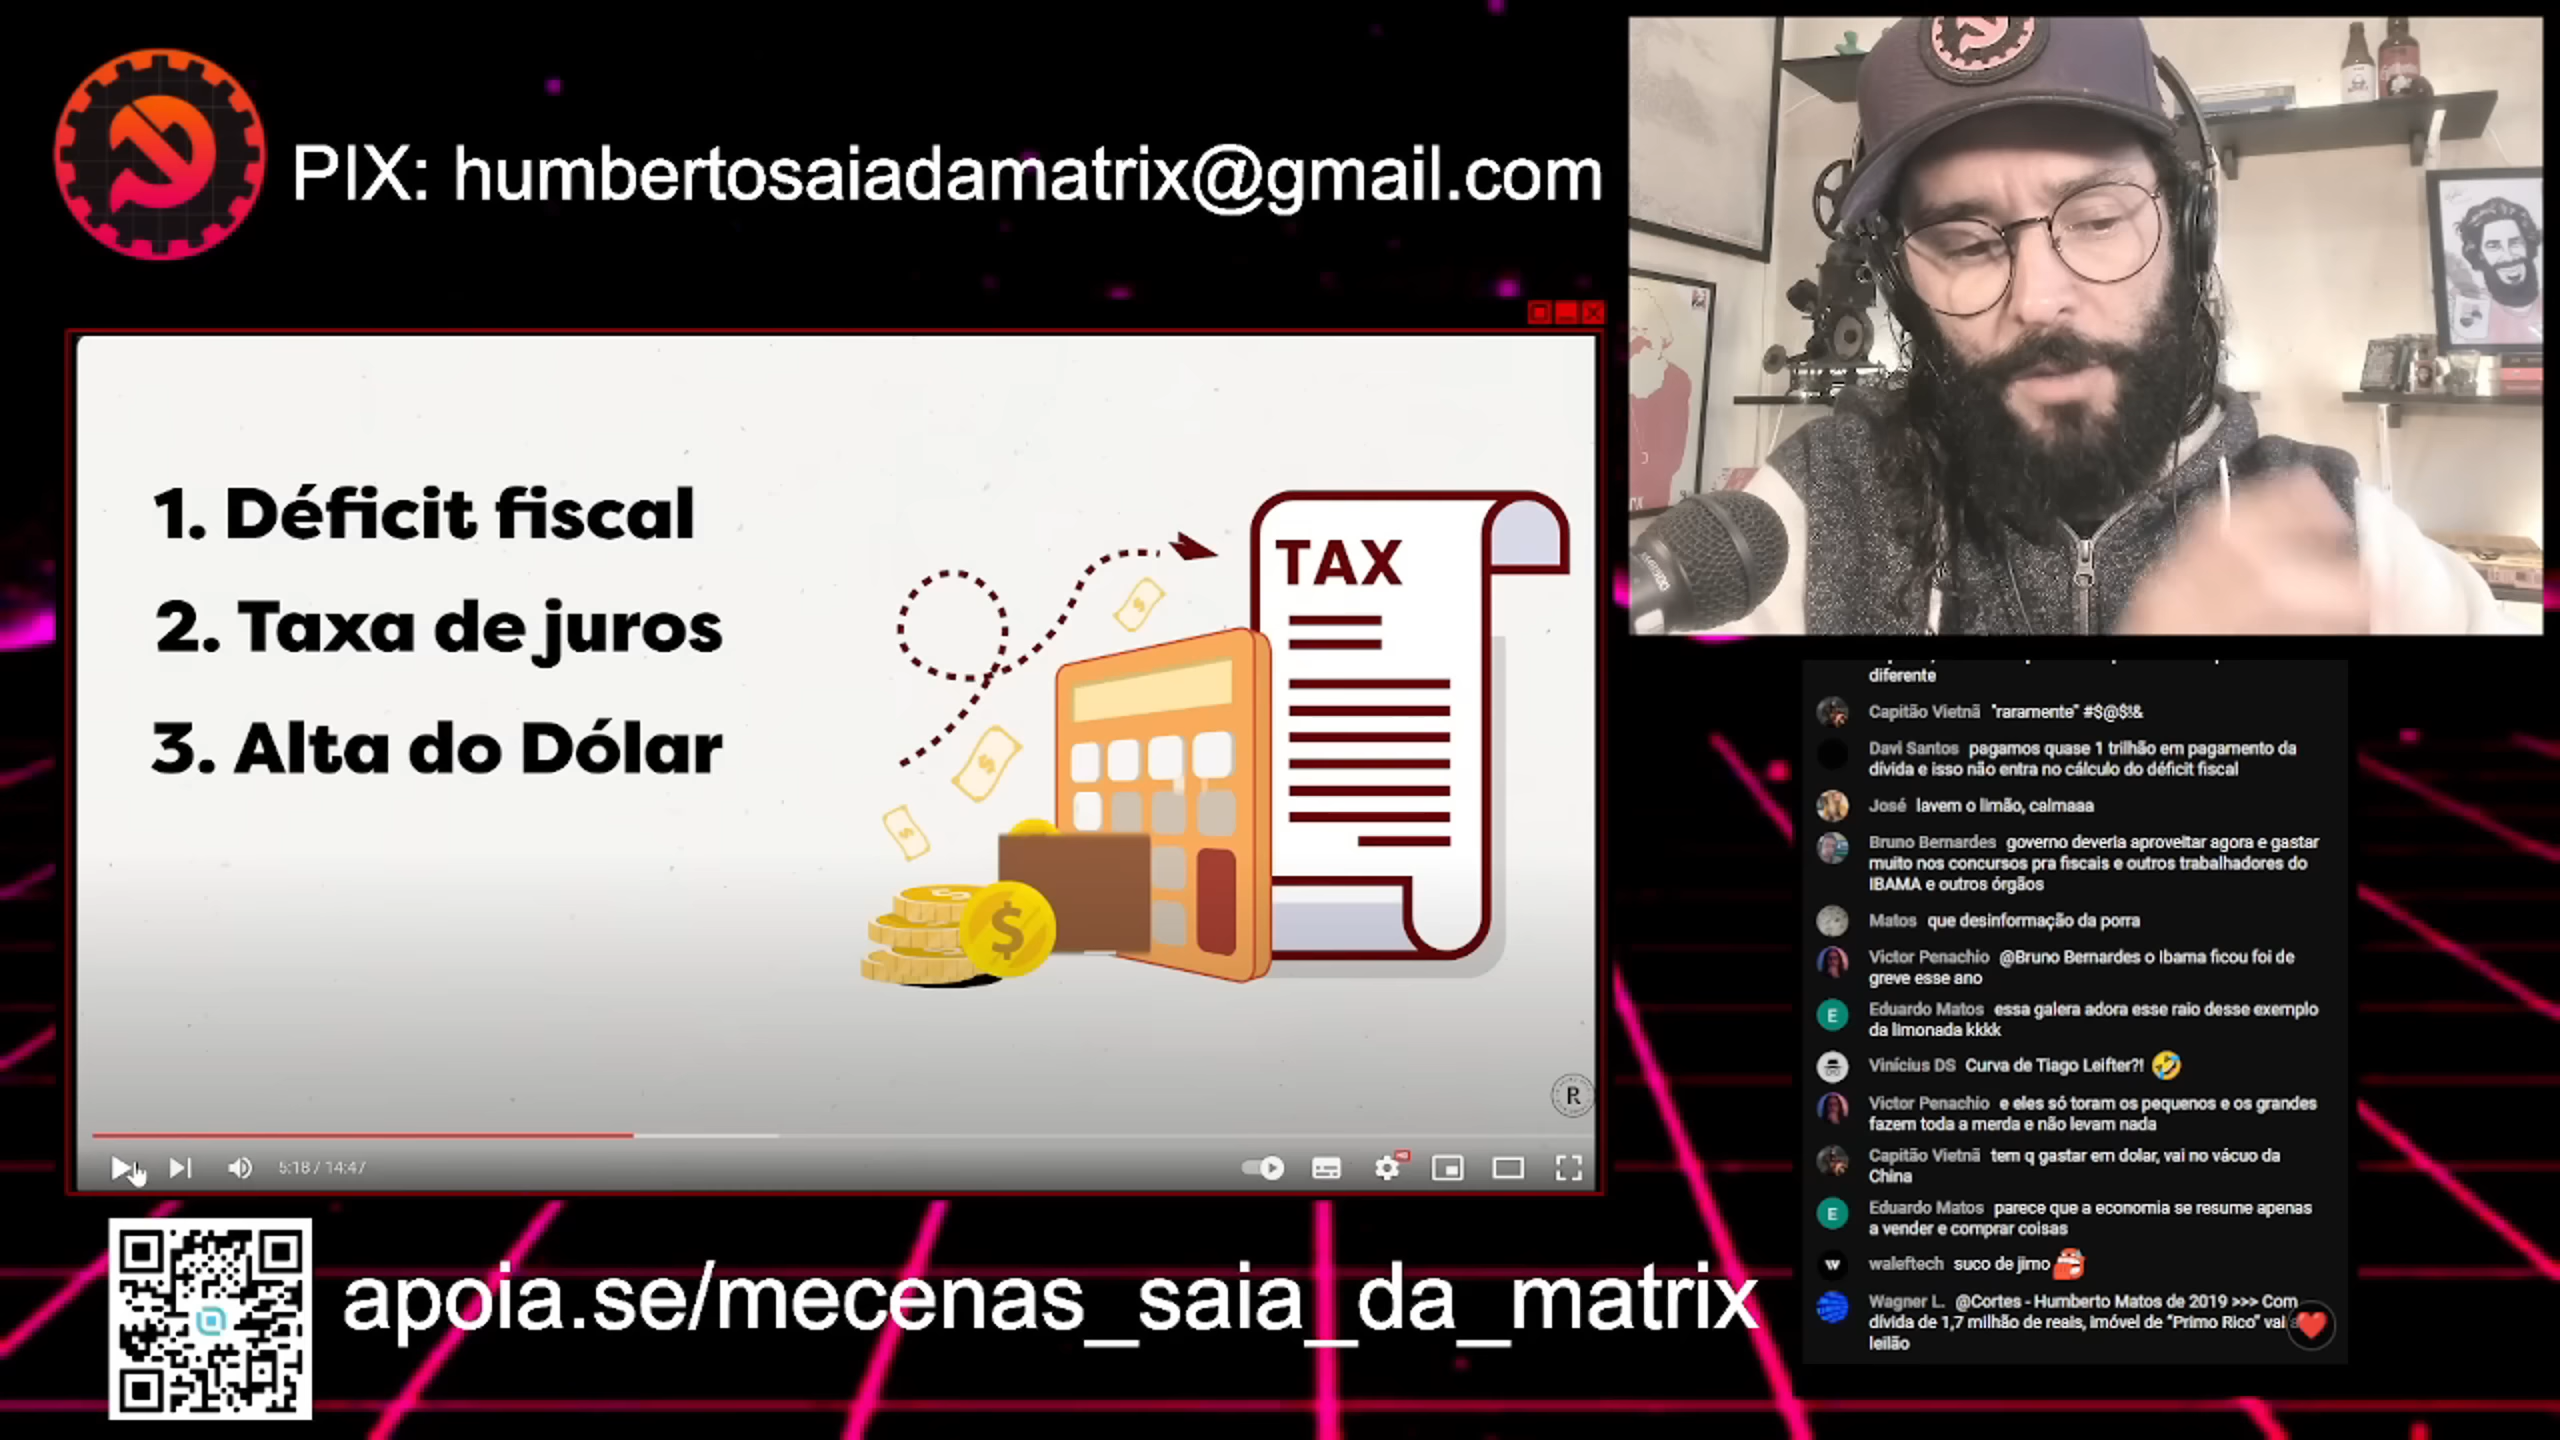 PIX: humbertosaiadamatrix@gmail.com
1. Déficit fiscal
2. Taxa de juros
3. Alta do Dólar
TAX
$
R
5:18 / 14:47
HD
apoia.se/mecenas_saia_da_matrix
diferente
Capitão Vietnã "raramente" #$@$!&
Davi Santos pagamos quase 1 trilhão em pagamento da
dívida e isso não entra no cálculo do déficit fiscal
José lavem o limão, calmaaa
Bruno Bernardes governo deveria aproveitar agora e gastar
muito nos concursos pra fiscais e outros trabalhadores do
IBAMA e outros órgãos
Matos que desinformação da porra
Victor Penachio @Bruno Bernardes o Ibama ficou foi de
greve esse ano
E Eduardo Matos essa galera adora esse raio desse exemplo
da limonada kkkk
Vinícius DS Curva de Tiago Leifter?! 🤣
Victor Penachio e eles só toram os pequenos e os grandes
fazem toda a merda e não levam nada
Capitão Vietnã tem q gastar em dolar, vai no vácuo da
China
E Eduardo Matos parece que a economia se resume apenas
a vender e comprar coisas
w waleftech suco de jimo
Wagner L. @Cortes - Humberto Matos de 2019 >>> Com
dívida de 1,7 milhão de reais, imóvel de "Primo Rico" vai
leilão